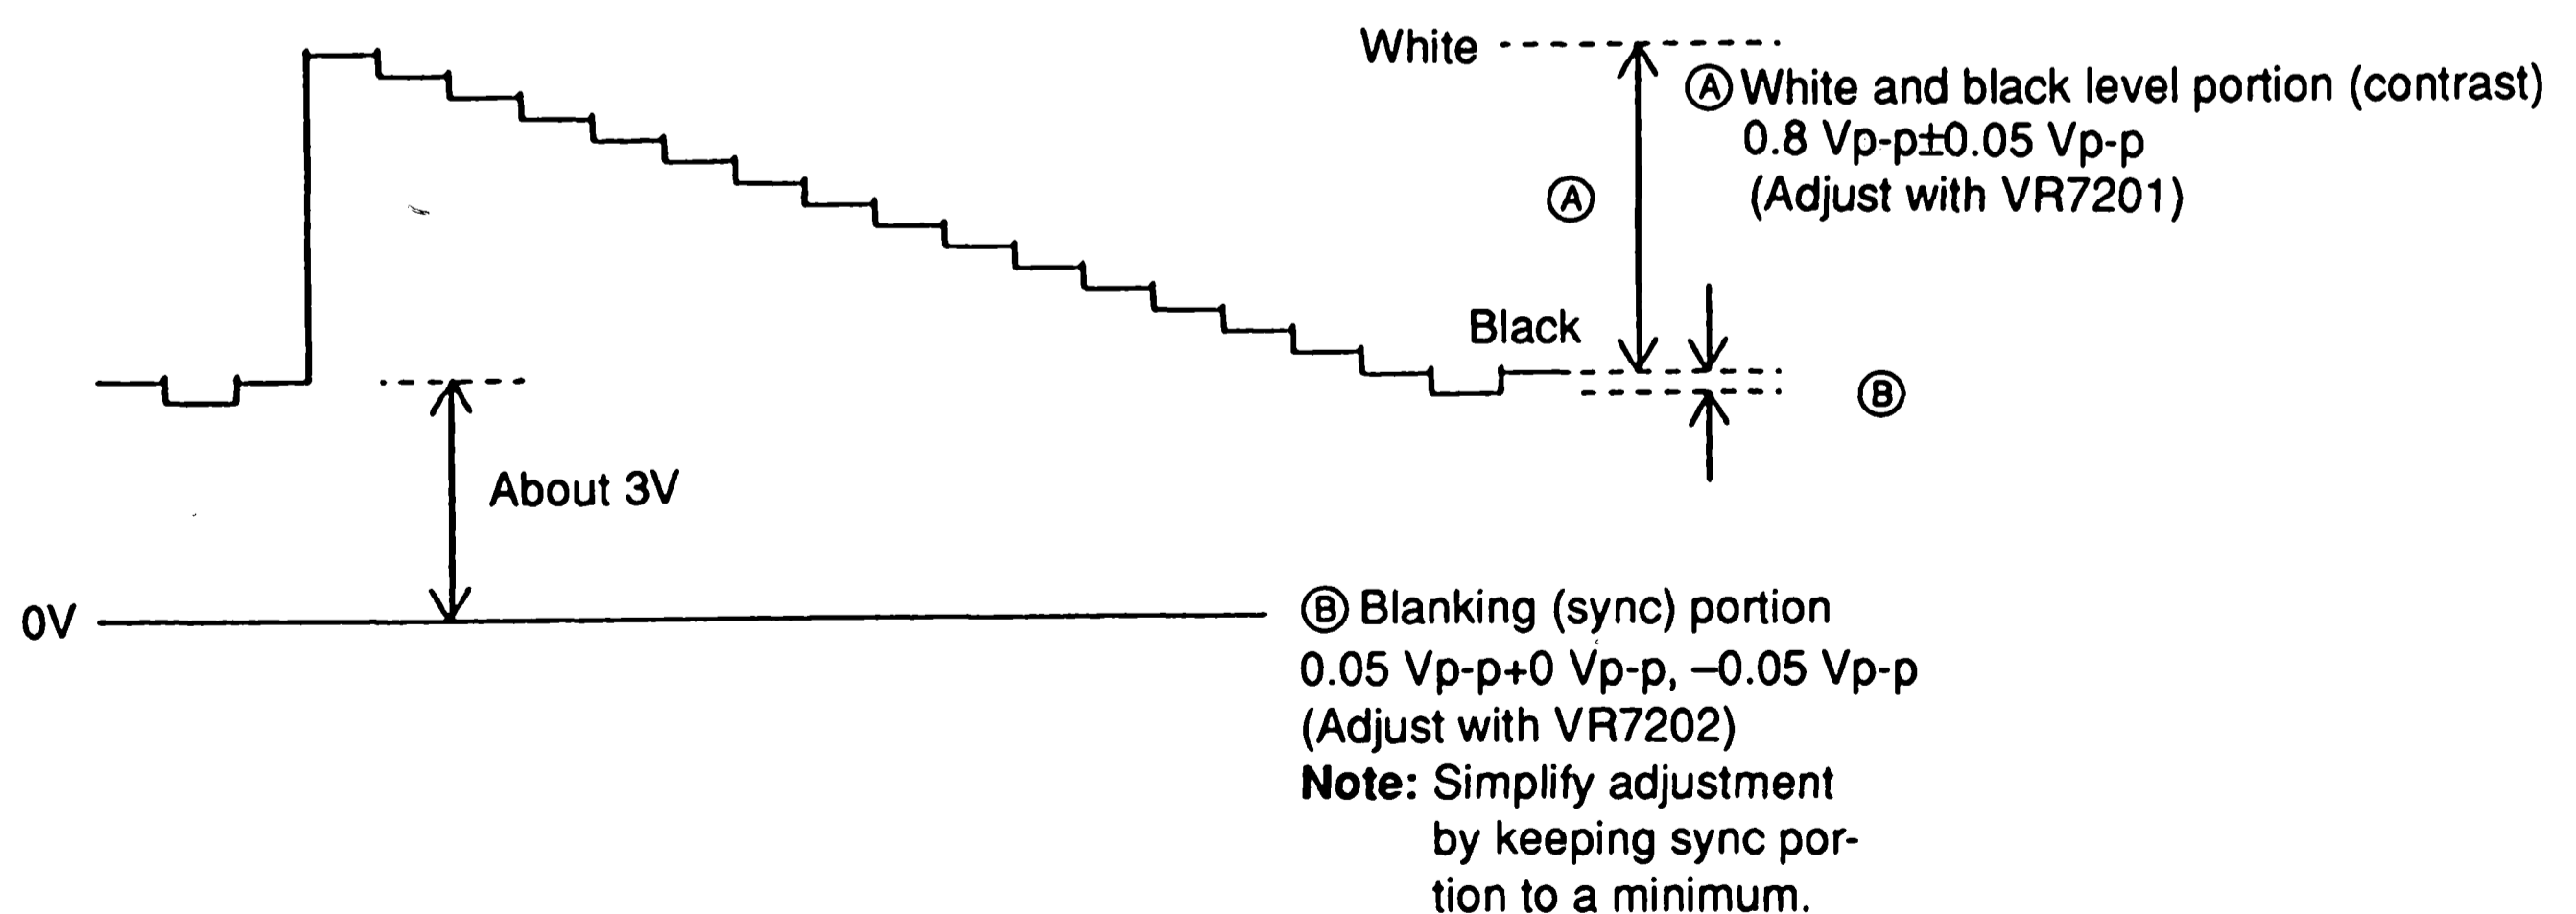 White
Ⓐ White and black level portion (contrast)
0.8 Vp-p±0.05 Vp-p
(Adjust with VR7201)
Ⓐ
Black
Ⓑ
About 3V
0V
Ⓑ Blanking (sync) portion
0.05 Vp-p+0 Vp-p, −0.05 Vp-p
(Adjust with VR7202)
Note: Simplify adjustment
by keeping sync por-
tion to a minimum.